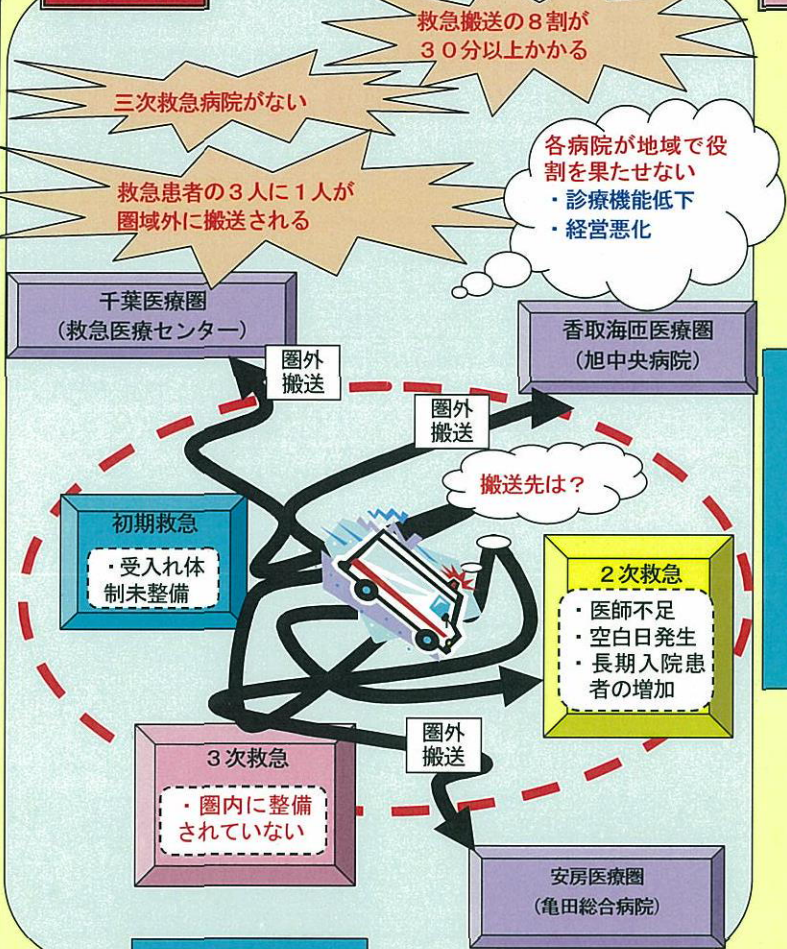 救急搬送の８割が
３０分以上かかる
三次救急病院がない
各病院が地域で役
割を果たせない
・診療機能低下
・経営悪化
救急患者の３人に１人が
圏域外に搬送される
千葉医療圏
（救急医療センター）
香取海匝医療圏
（旭中央病院）
圏外
搬送
圏外
搬送
搬送先は？
初期救急
・受入れ体
制未整備
２次救急
・医師不足
・空白日発生
・長期入院患
者の増加
圏外
搬送
３次救急
・圏内に整備
されていない
安房医療圏
（亀田総合病院）